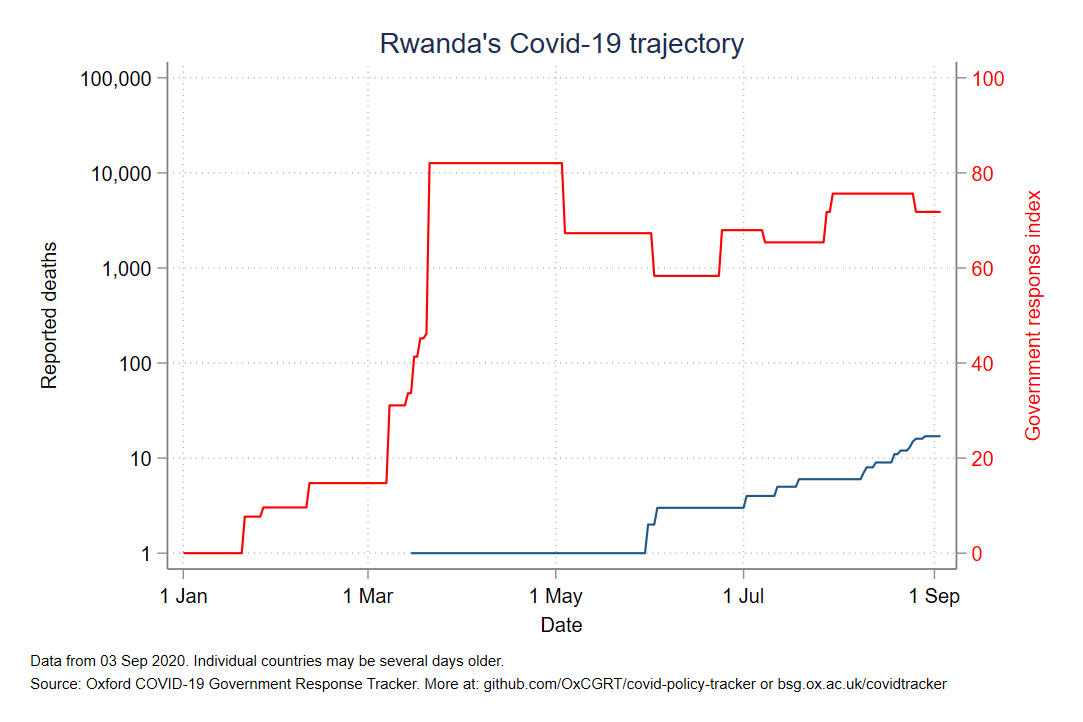 Rwanda's Covid-19 trajectory
100,000
10,000
1,000
100
10
1
Reported deaths
100
80
60
40
20
0
Government response index
1 Jan
1 Mar
1 May
1 Jul
1 Sep
Date
Data from 03 Sep 2020. Individual countries may be several days older.
Source: Oxford COVID-19 Government Response Tracker. More at: github.com/OxCGRT/covid-policy-tracker or bsg.ox.ac.uk/covidtracker